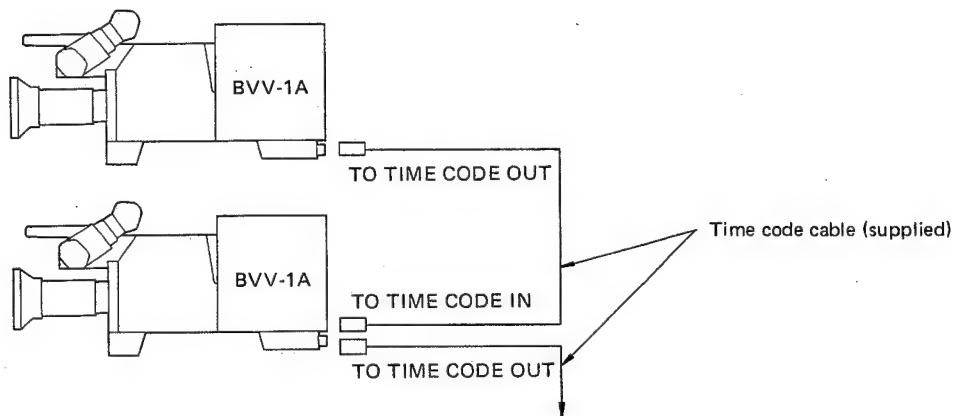 BVV-1A
TO TIME CODE OUT
Time code cable (supplied)
BVV-1A
TO TIME CODE IN
TO TIME CODE OUT